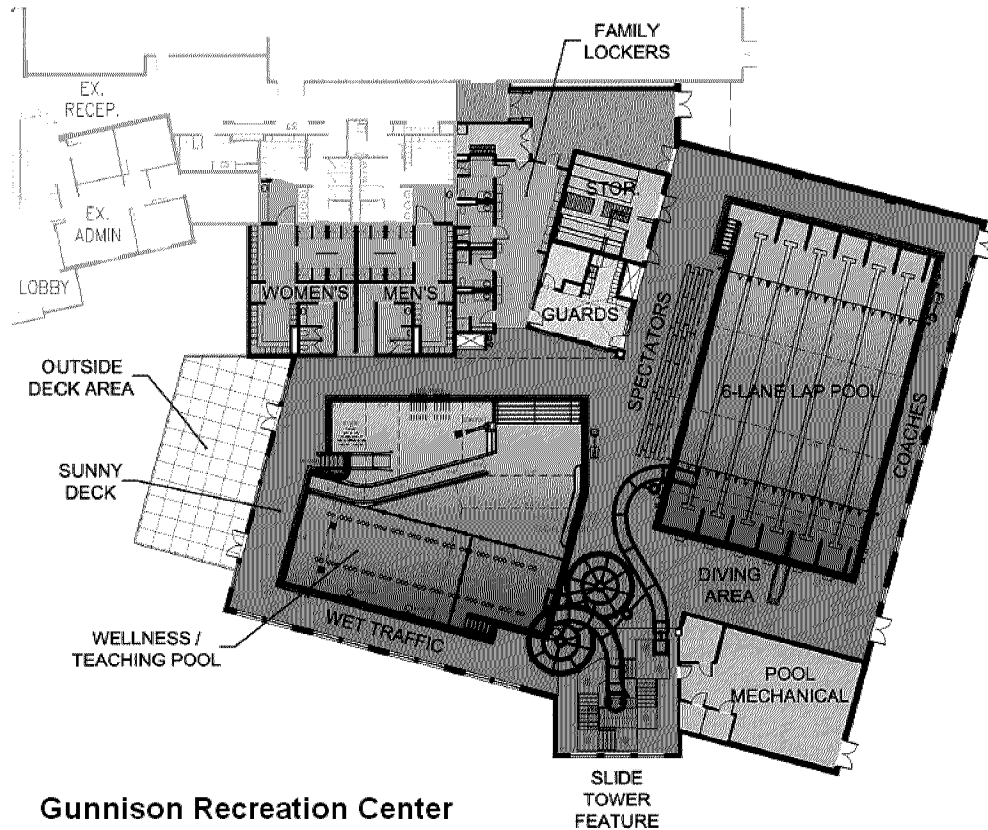 FAMILY
LOCKERS
EX.
RECEP.
EX.
ADMIN
LOBBY
STOR.
WOMEN'S
MEN'S
GUARDS
SPECTATORS
6-LANE LAP POOL
COACHES
OUTSIDE
DECK AREA
SUNNY
DECK
DIVING
AREA
WELLNESS /
TEACHING POOL
WET TRAFFIC
POOL
MECHANICAL
SLIDE
TOWER
FEATURE
Gunnison Recreation Center